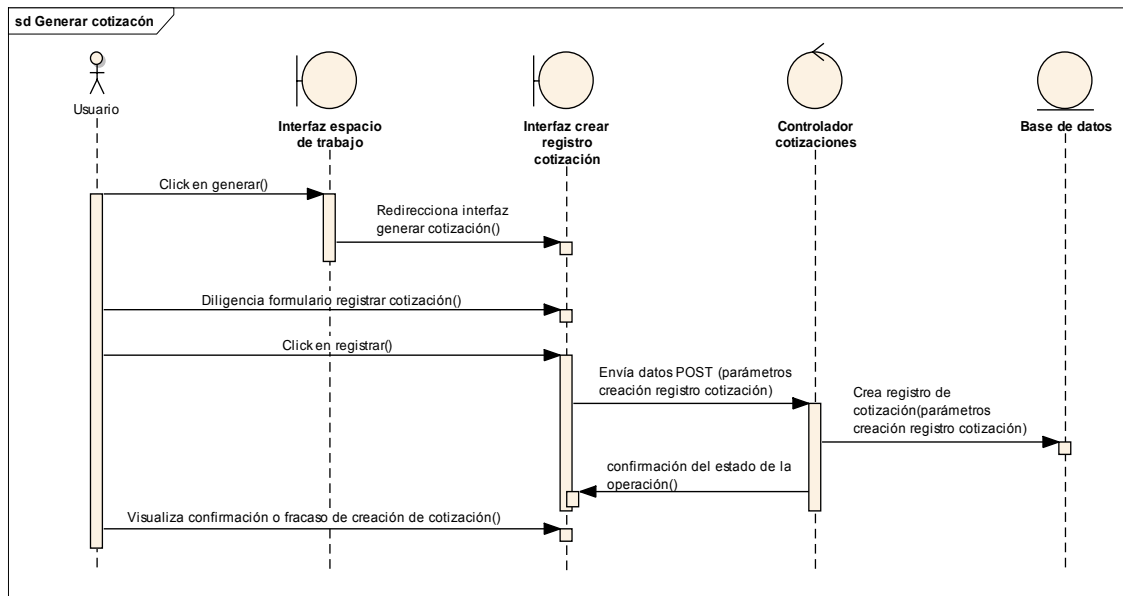 sd Generar cotizacón
Usuario
Interfaz espacio
de trabajo
Interfaz crear
registro
cotización
Controlador
cotizaciones
Base de datos
Click en generar()
Redirecciona interfaz
generar cotización()
Diligencia formulario registrar cotización()
Click en registrar()
Envía datos POST (parámetros
creación registro cotización)
Crea registro de
cotización(parámetros
creación registro cotización)
confirmación del estado de la
operación()
Visualiza confirmación o fracaso de creación de cotización()